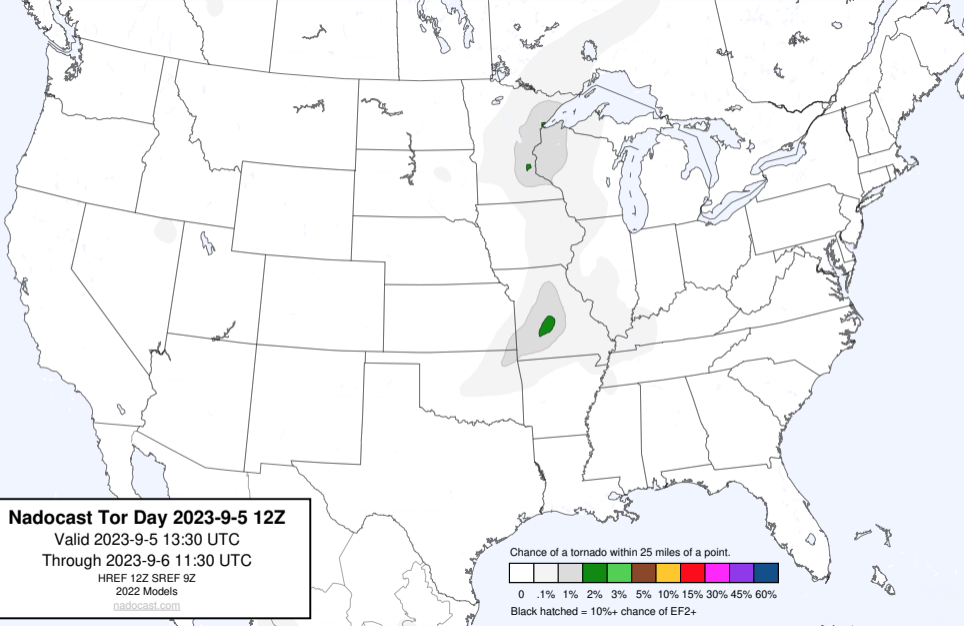 Nadocast Tor Day 2023-9-5 12Z
Valid 2023-9-5 13:30 UTC
Through 2023-9-6 11:30 UTC
HREF 12Z SREF 9Z
2022 Models
nadocast.com
Chance of a tornado within 25 miles of a point.
0 .1% 1% 2% 3% 5% 10% 15% 30% 45% 60%
Black hatched = 10%+ chance of EF2+